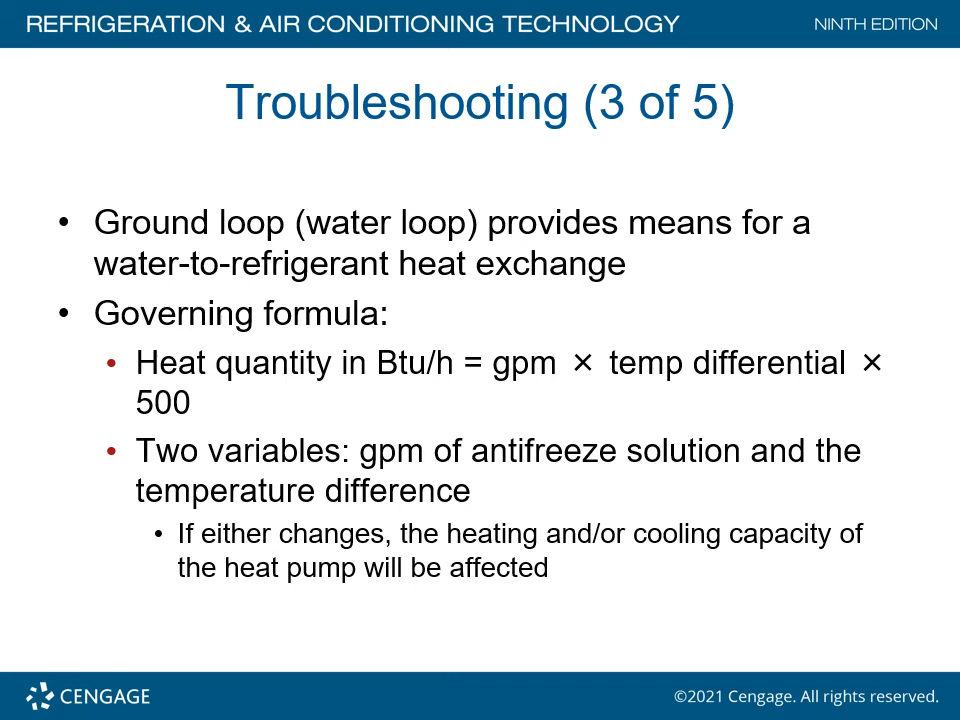 REFRIGERATION & AIR CONDITIONING TECHNOLOGY
NINTH EDITION
Troubleshooting (3 of 5)
• Ground loop (water loop) provides means for a
water-to-refrigerant heat exchange
• Governing formula:
• Heat quantity in Btu/h = gpm × temp differential ×
500
• Two variables: gpm of antifreeze solution and the
temperature difference
• If either changes, the heating and/or cooling capacity of
the heat pump will be affected
CENGAGE
©2021 Cengage. All rights reserved.